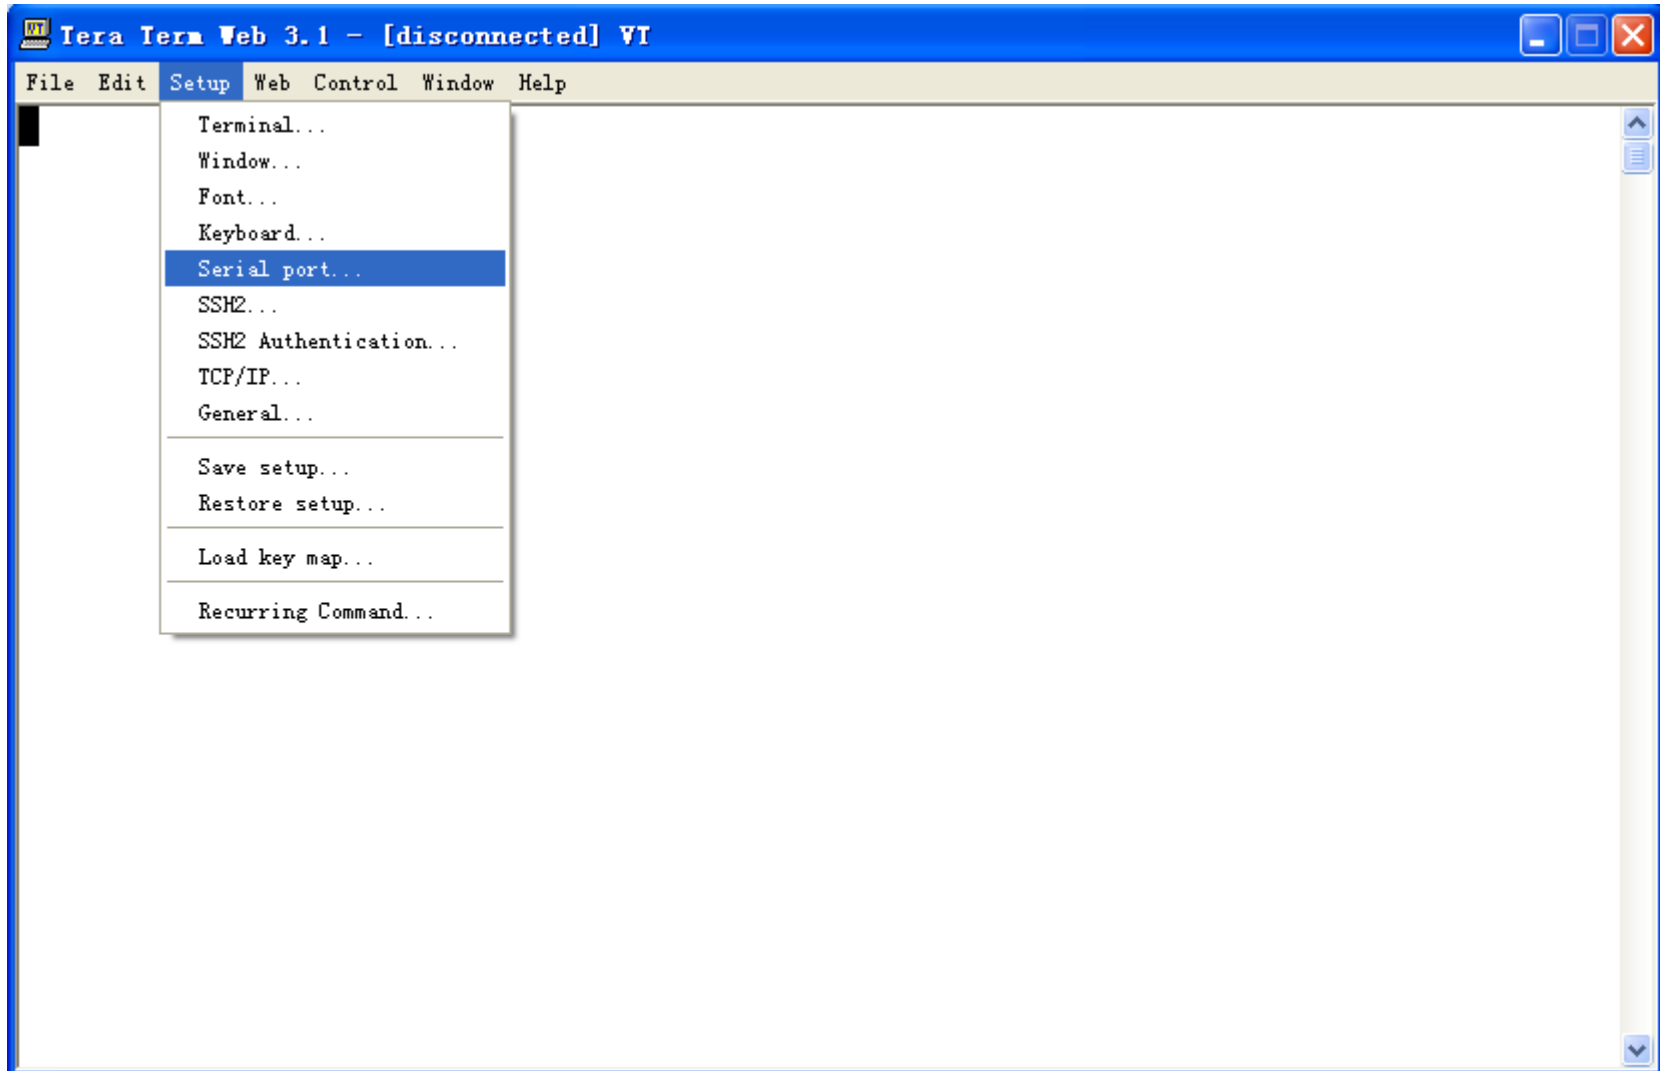 Tera Term Web 3.1 - [disconnected] VT
File Edit Setup Web Control Window Help
Terminal...
Window...
Font...
Keyboard...
Serial port...
SSH2...
SSH2 Authentication...
TCP/IP...
General...
Save setup...
Restore setup...
Load key map...
Recurring Command...